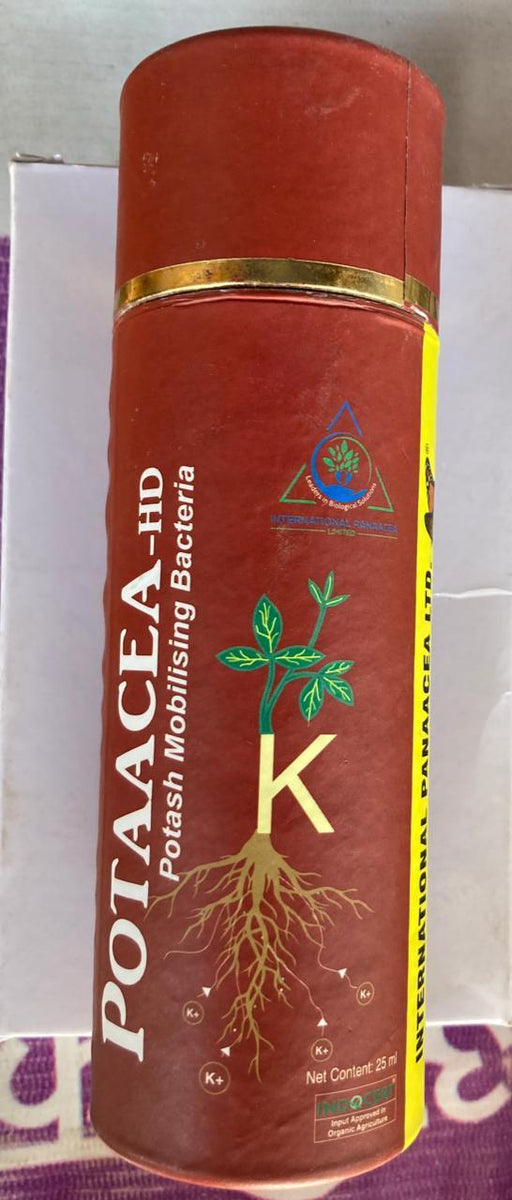 Leaders in Biological Solutions
INTERNATIONAL PANAACEA
LIMITED
POTAACEA-HD
Potash Mobilising Bacteria
K
K+
K+
K+
K+
Net Content: 25 ml
INDOCERT
Input Approved in
Organic Agriculture
INTERNATIONAL PANAACEA LTD.